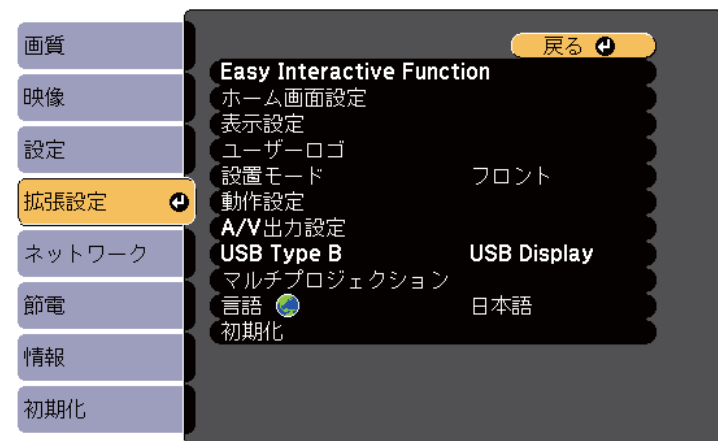 画質
映像
設定
拡張設定
ネットワーク
節電
情報
初期化
戻る
Easy Interactive Function
ホーム画面設定
表示設定
ユーザーロゴ
設置モード フロント
動作設定
A/V出力設定
USB Type B USB Display
マルチプロジェクション
言語 日本語
初期化